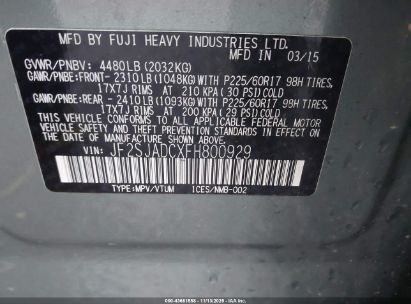 MFD. BY FUJI HEAVY INDUSTRIES LTD.
MFD. IN 03/15
GVWR/PNBV: 4480LB (2032KG)
GAWR/PNBE:FRONT- 2310LB(1048KG)WITH P225/60R17 98H TIRES,
17X7J RIMS AT 210 KPA(30 PSI)COLD
GAWR/PNBE:REAR - 2410LB(1093KG)WITH P225/60R17 98H TIRES,
17X7J RIMS AT 200 KPA(29 PSI)COLD
THIS VEHICLE CONFORMS TO ALL APPLICABLE FEDERAL MOTOR
VEHICLE SAFETY, BUMPER, AND THEFT PREVENTION STANDARDS
IN EFFECT ON THE DATE OF MANUFACTURE SHOWN ABOVE.
VIN: JF2SJADCXFH800929
TYPE:MPV/VTUM ICES/NMB-002